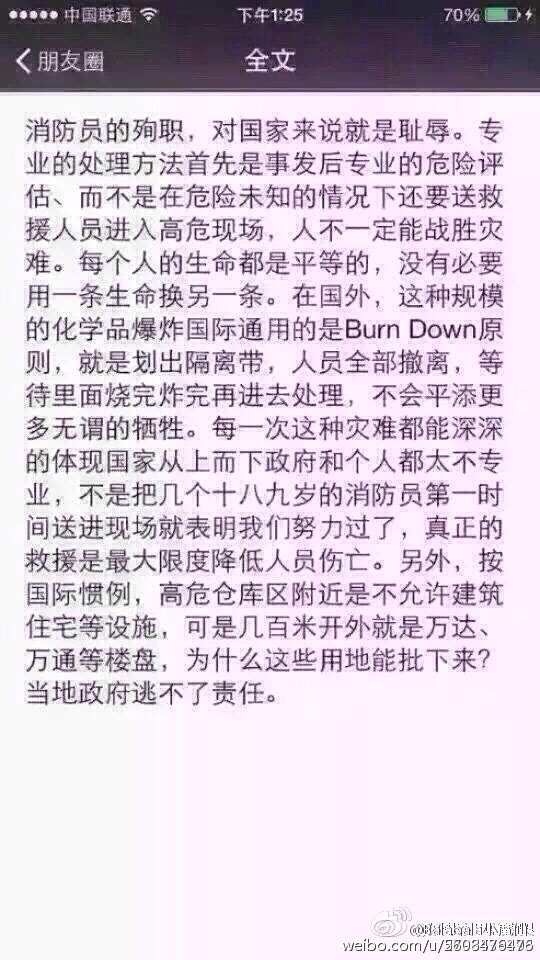 中国联通 下午1:25 70%
朋友圈 全文
消防员的殉职，对国家来说就是耻辱。专
业的处理方法首先是事发后专业的危险评
估、而不是在危险未知的情况下还要送救
援人员进入高危现场，人不一定能战胜灾
难。每个人的生命都是平等的，没有必要
用一条生命换另一条。在国外，这种规模
的化学品爆炸国际通用的是Burn Down原
则，就是划出隔离带，人员全部撤离，等
待里面烧完炸完再进去处理，不会平添更
多无谓的牺牲。每一次这种灾难都能深深
的体现国家从上而下政府和个人都太不专
业，不是把几个十八九岁的消防员第一时
间送进现场就表明我们努力过了，真正的
救援是最大限度降低人员伤亡。另外，按
国际惯例，高危仓库区附近是不允许建筑
住宅等设施，可是几百米开外就是万达、
万通等楼盘，为什么这些用地能批下来？
当地政府逃不了责任。
weibo.com/u/